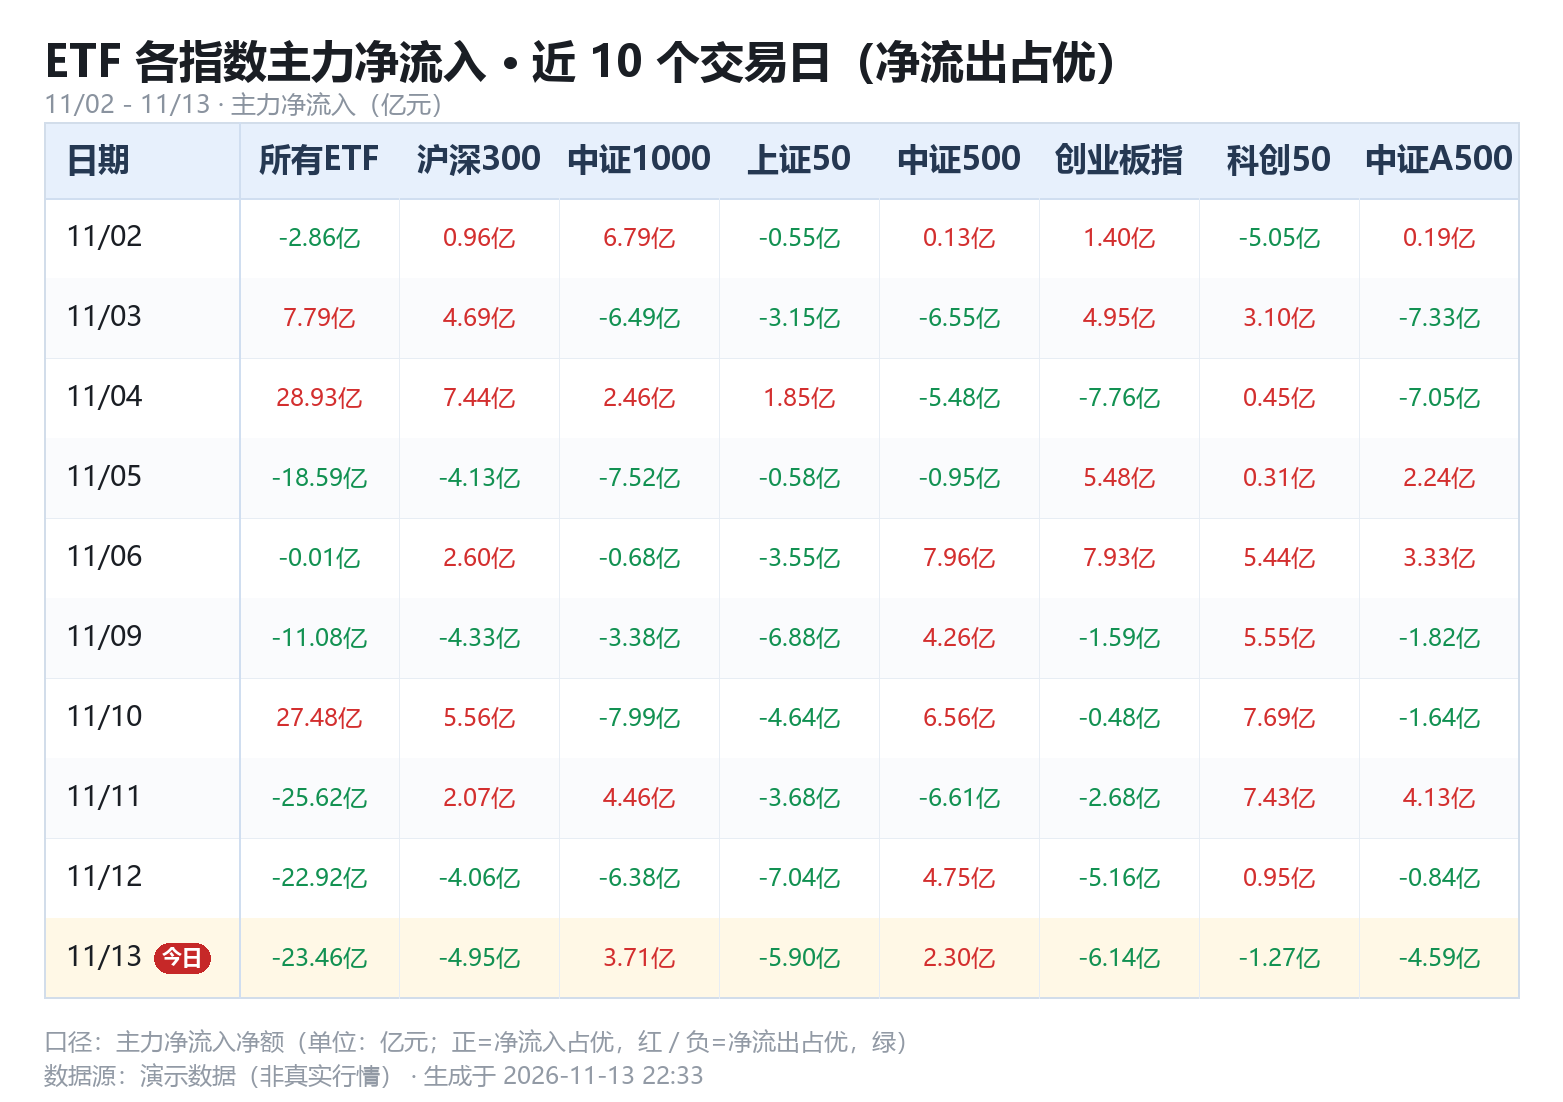 ETF 各指数主力净流入 • 近 10 个交易日（净流出占优）
11/02 - 11/13 · 主力净流入（亿元）
日期 所有ETF 沪深300 中证1000 上证50 中证500 创业板指 科创50 中证A500
11/02 -2.86亿 0.96亿 6.79亿 -0.55亿 0.13亿 1.40亿 -5.05亿 0.19亿
11/03 7.79亿 4.69亿 -6.49亿 -3.15亿 -6.55亿 4.95亿 3.10亿 -7.33亿
11/04 28.93亿 7.44亿 2.46亿 1.85亿 -5.48亿 -7.76亿 0.45亿 -7.05亿
11/05 -18.59亿 -4.13亿 -7.52亿 -0.58亿 -0.95亿 5.48亿 0.31亿 2.24亿
11/06 -0.01亿 2.60亿 -0.68亿 -3.55亿 7.96亿 7.93亿 5.44亿 3.33亿
11/09 -11.08亿 -4.33亿 -3.38亿 -6.88亿 4.26亿 -1.59亿 5.55亿 -1.82亿
11/10 27.48亿 5.56亿 -7.99亿 -4.64亿 6.56亿 -0.48亿 7.69亿 -1.64亿
11/11 -25.62亿 2.07亿 4.46亿 -3.68亿 -6.61亿 -2.68亿 7.43亿 4.13亿
11/12 -22.92亿 -4.06亿 -6.38亿 -7.04亿 4.75亿 -5.16亿 0.95亿 -0.84亿
11/13 今日 -23.46亿 -4.95亿 3.71亿 -5.90亿 2.30亿 -6.14亿 -1.27亿 -4.59亿
口径：主力净流入净额（单位：亿元；正=净流入占优，红 / 负=净流出占优，绿）
数据源：演示数据（非真实行情） · 生成于 2026-11-13 22:33